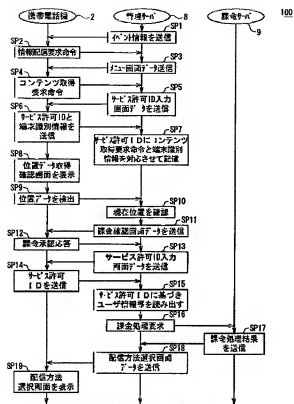 100
携帯電話機 2
管理サーバ 8
課金サーバ 9
SP1
イベント情報を送信
SP2
情報配信要求命令
SP3
メニュー画面データ送信
SP4
コンテンツ取得
要求命令
SP5
サービス許可ID入力
画面データを送信
SP6
サービス許可IDと
端末識別情報を
送信
SP7
サービス許可IDにコンテンツ
取得要求命令と端末識別
情報を対応させて記憶
SP8
位置データ取得
確認画面を表示
SP9
位置データを検出
SP10
現在位置を確認
SP11
課金確認画面データを送信
SP12
課金承認応答
SP13
サービス許可ID入力
画面データを送信
SP14
サービス許可
IDを送信
SP15
サービス許可IDに基づき
ユーザ情報等を読み出す
SP16
課金処理要求
SP17
課金処理結果
を送信
SP18
配信方法選択画面
データを送信
SP19
配信方法
選択画面を表示